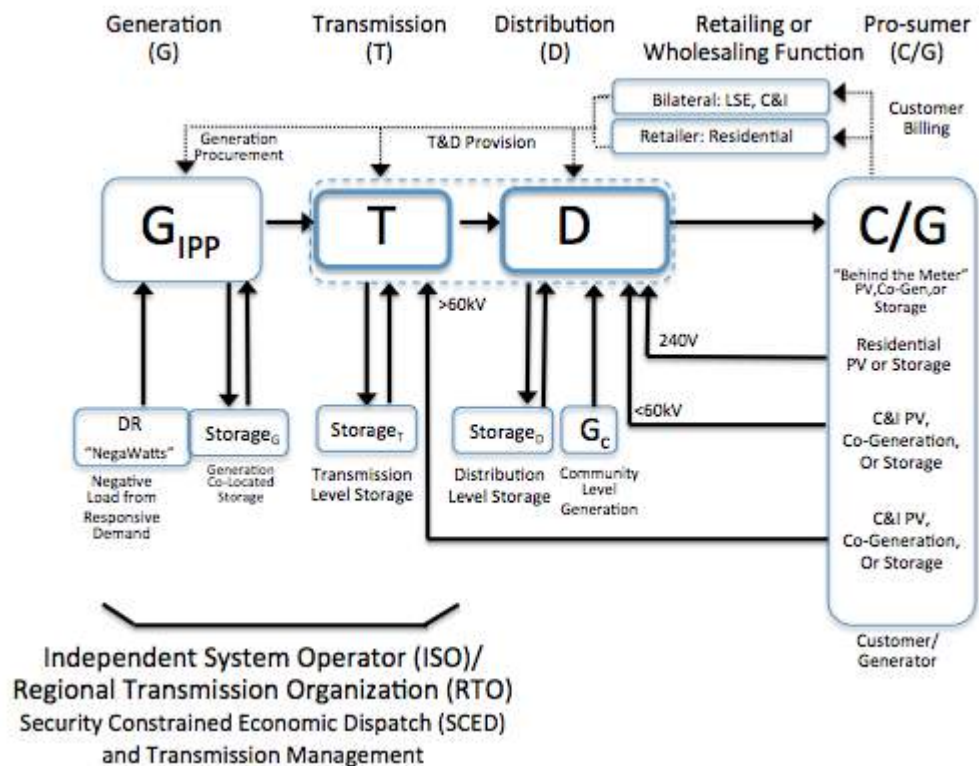 Generation
(G)
Transmission
(T)
Distribution
(D)
Retailing or
Wholesaling Function
Pro-sumer
(C/G)
Bilateral: LSE, C&I
Retailer: Residential
Customer
Billing
Generation
Procurement
T&D Provision
G IPP
T
D
C/G
"Behind the Meter"
PV,Co-Gen,or
Storage
>60kV
240V
Residential
PV or Storage
<60kV
C&I PV,
Co-Generation,
Or Storage
DR
"NegaWatts"
Negative
Load from
Responsive
Demand
Storage G
Generation
Co-Located
Storage
Storage T
Transmission
Level Storage
Storage D
Distribution
Level Storage
G C
Community
Level
Generation
C&I PV,
Co-Generation,
Or Storage
Customer/
Generator
Independent System Operator (ISO)/
Regional Transmission Organization (RTO)
Security Constrained Economic Dispatch (SCED)
and Transmission Management